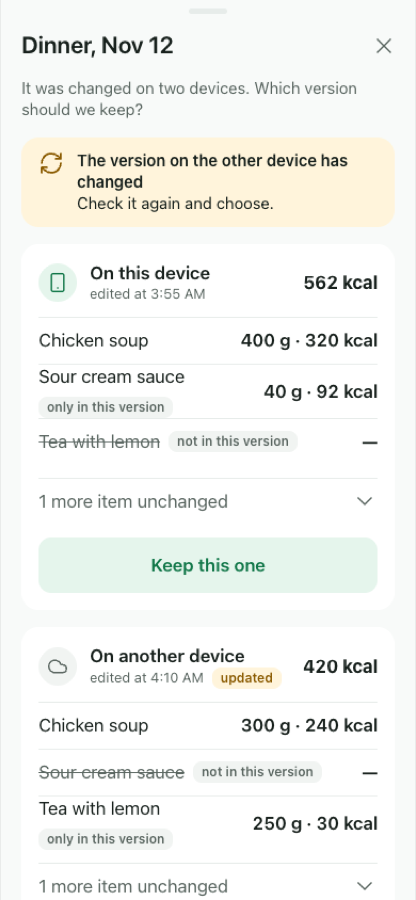 Dinner, Nov 12
It was changed on two devices. Which version
should we keep?
The version on the other device has
changed
Check it again and choose.
On this device
edited at 3:55 AM
562 kcal
Chicken soup 400 g · 320 kcal
Sour cream sauce
only in this version
40 g · 92 kcal
Tea with lemon not in this version —
1 more item unchanged
Keep this one
On another device
edited at 4:10 AM updated
420 kcal
Chicken soup 300 g · 240 kcal
Sour cream sauce not in this version —
Tea with lemon
only in this version
250 g · 30 kcal
1 more item unchanged